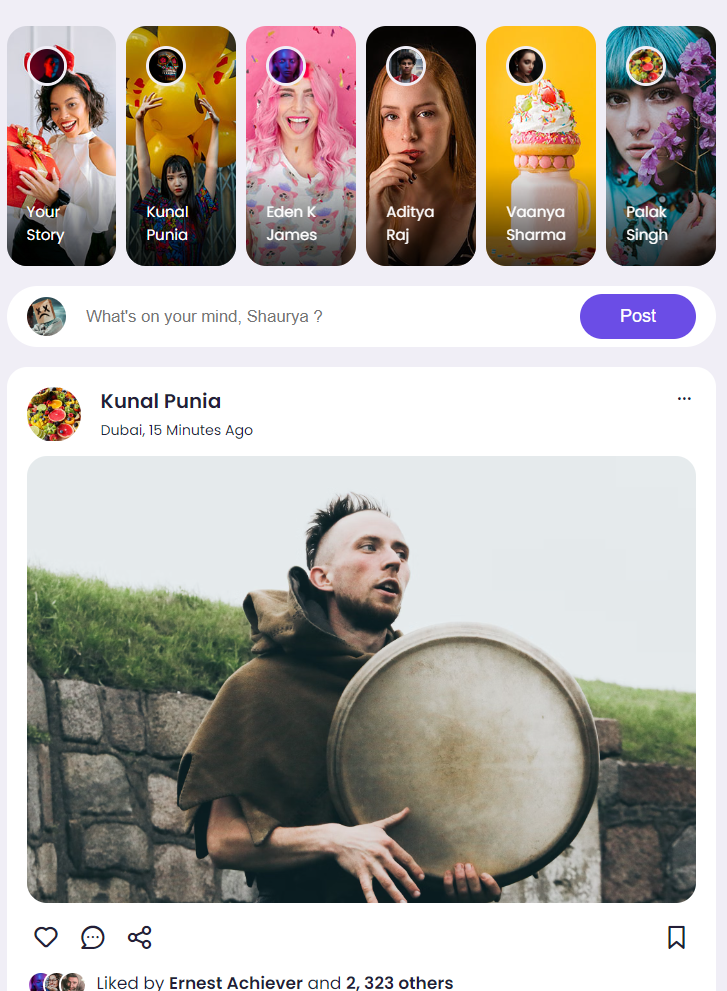 Your
Story
Kunal
Punia
Eden K
James
Aditya
Raj
Vaanya
Sharma
Palak
Singh
What's on your mind, Shaurya ?
Post
Kunal Punia
Dubai, 15 Minutes Ago
Liked by Ernest Achiever and 2, 323 others